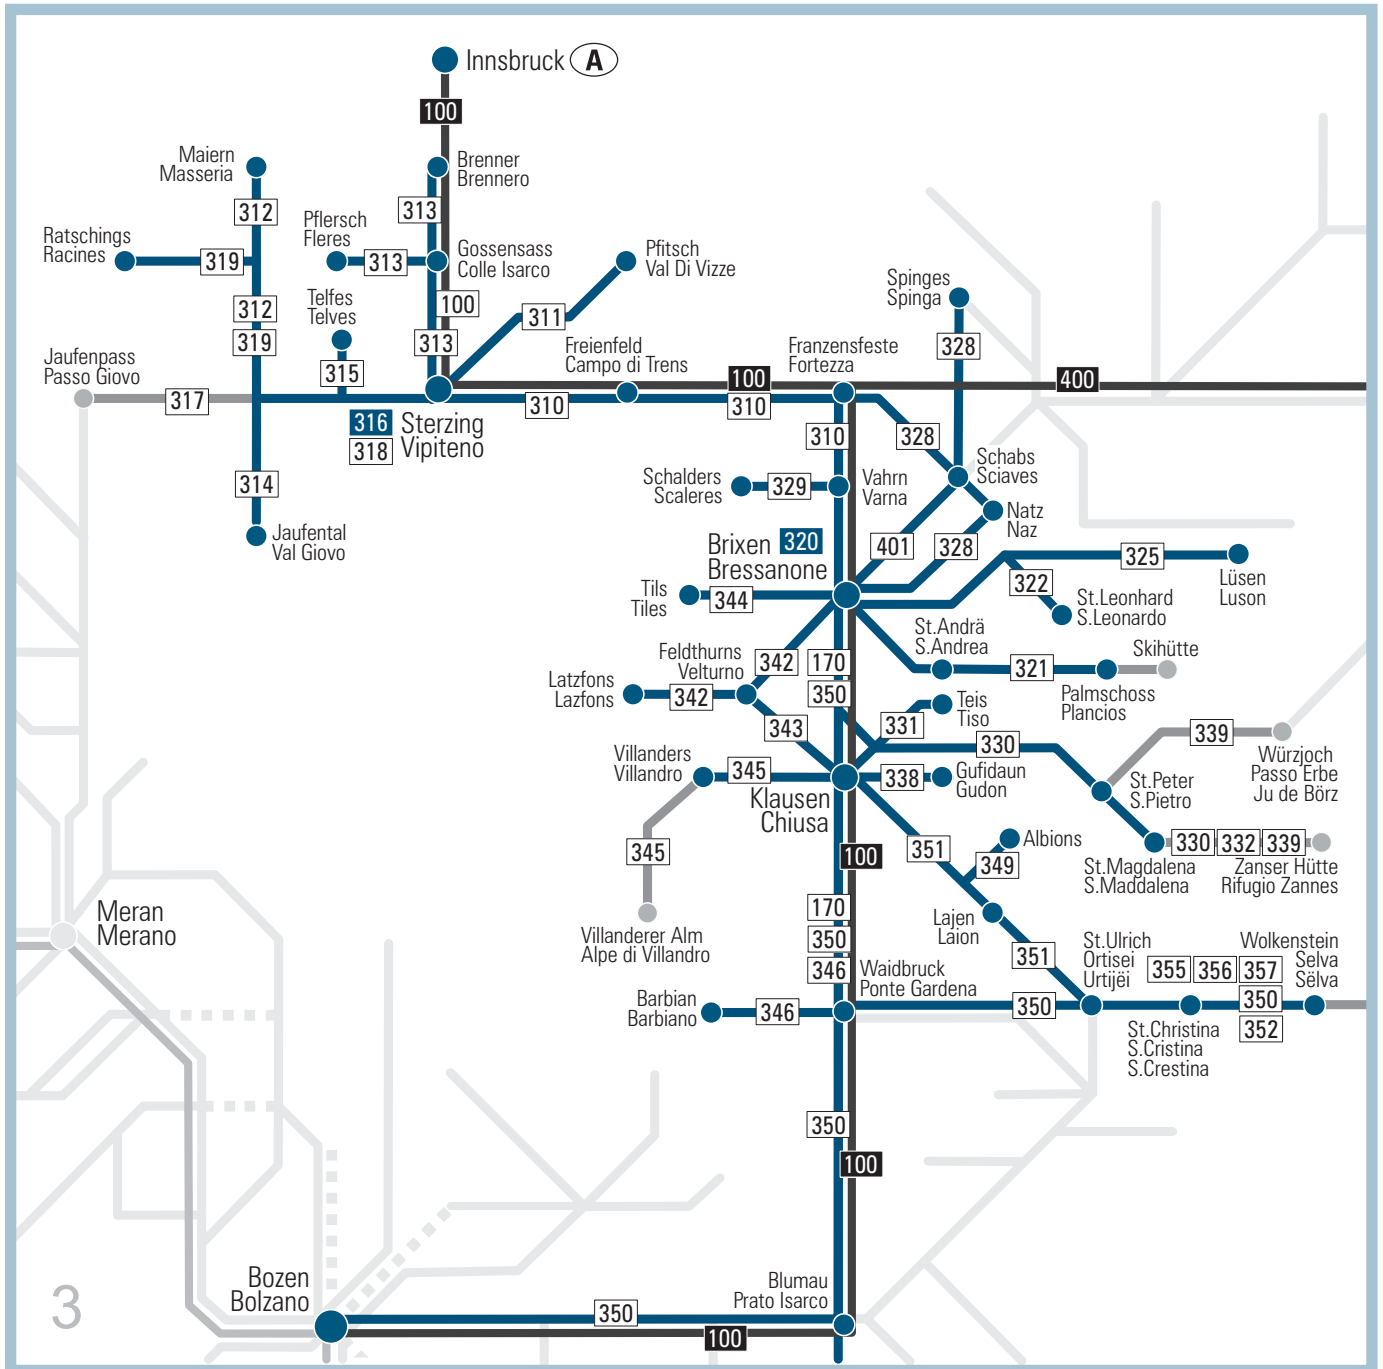 Innsbruck A
100
Maiern
Masseria
Brenner
Brennero
312
313
Pflersch
Fleres
Ratschings
Racines
319
313
Gossensass
Colle Isarco
Pfitsch
Val Di Vizze
Spinges
Spinga
Telfes
Telves
312
100
311
319
313
328
Freienfeld
Campo di Trens
Franzensfeste
Fortezza
Jaufenpass
Passo Giovo
315
100
400
317
310
310
316
318
Sterzing
Vipiteno
310
328
Schabs
Sciaves
Schalders
Scaleres
329
Vahrn
Varna
314
Natz
Naz
Jaufental
Val Giovo
Brixen 320
Bressanone
401
328
325
Lüsen
Luson
Tils
Tiles
344
322
St.Leonhard
S.Leonardo
St.Andrä
S.Andrea
Skihütte
Feldthurns
Velturno
342
170
321
Latzfons
Lazfons
342
350
Palmschoss
Plancios
Teis
Tiso
343
331
330
339
Würzjoch
Passo Erbe
Ju de Börz
Villanders
Villandro
345
338
Gufidaun
Gudon
St.Peter
S.Pietro
Klausen
Chiusa
345
100
351
Albions
349
330
332
339
St.Magdalena
S.Maddalena
Zanser Hütte
Rifugio Zannes
Meran
Merano
170
Lajen
Laion
Villanderer Alm
Alpe di Villandro
350
351
St.Ulrich
Ortisei
Urtijëi
Wolkenstein
Selva
Sëlva
346
Waidbruck
Ponte Gardena
355
356
357
Barbian
Barbiano
346
350
350
352
St.Christina
S.Cristina
S.Crestina
350
100
Bozen
Bolzano
Blumau
Prato Isarco
3
350
100